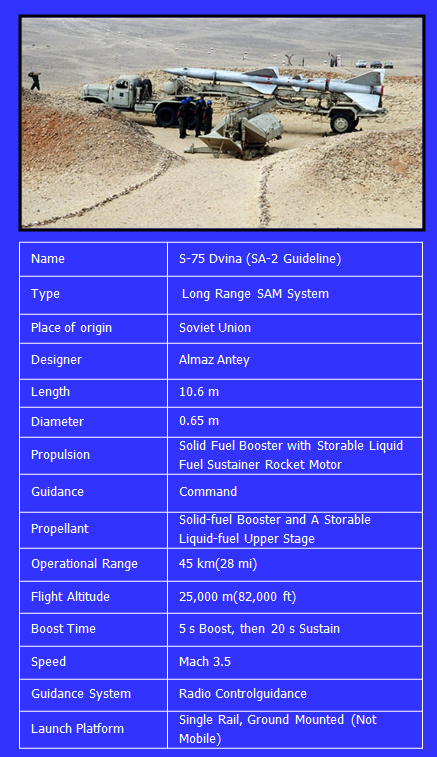 Name S-75 Dvina (SA-2 Guideline)
Type Long Range SAM System
Place of origin Soviet Union
Designer Almaz Antey
Length 10.6 m
Diameter 0.65 m
Propulsion Solid Fuel Booster with Storable Liquid
Fuel Sustainer Rocket Motor
Guidance Command
Propellant Solid-fuel Booster and A Storable
Liquid-fuel Upper Stage
Operational Range 45 km(28 mi)
Flight Altitude 25,000 m(82,000 ft)
Boost Time 5 s Boost, then 20 s Sustain
Speed Mach 3.5
Guidance System Radio Controlguidance
Launch Platform Single Rail, Ground Mounted (Not
Mobile)